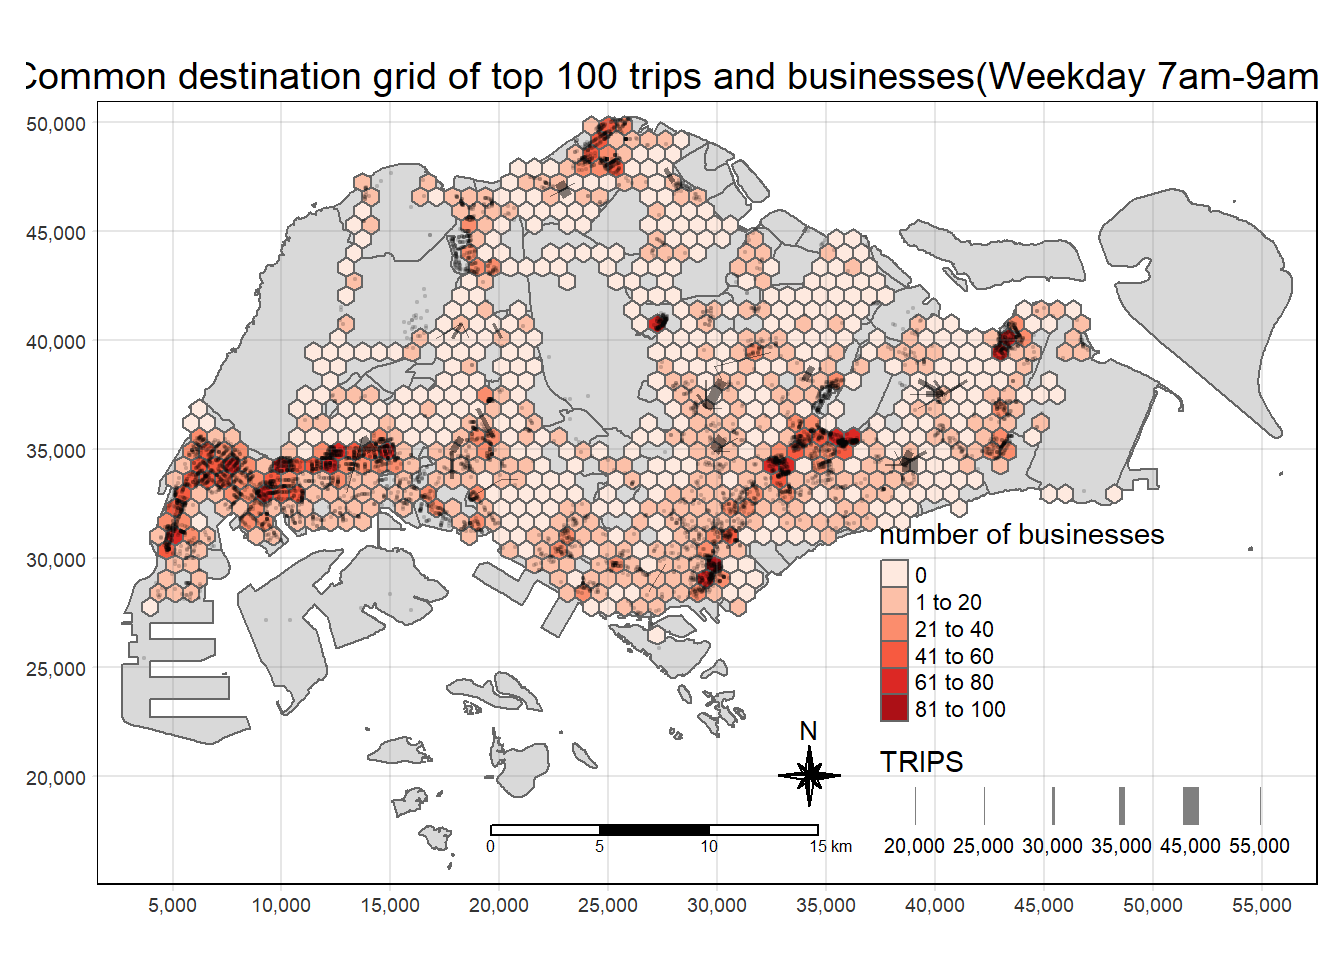 Common destination grid of top 100 trips and businesses(Weekday 7am-9am
50,000
45,000
40,000
35,000
30,000
25,000
20,000
number of businesses
0
1 to 20
21 to 40
41 to 60
61 to 80
81 to 100
N
TRIPS
20,000 25,000 30,000 35,000 45,000 55,000
0 5 10 15 km
5,000 10,000 15,000 20,000 25,000 30,000 35,000 40,000 45,000 50,000 55,000